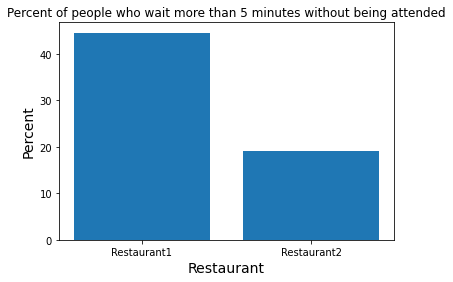 Percent of people who wait more than 5 minutes without being attended
40
30
20
10
0
Percent
Restaurant1 Restaurant2
Restaurant